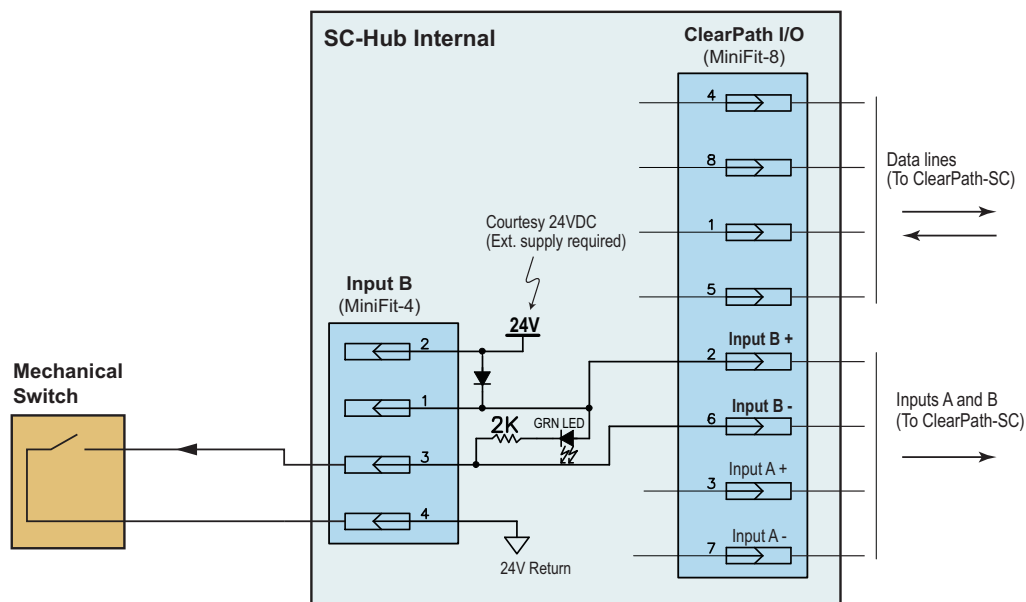 SC-Hub Internal
ClearPath I/O
(MiniFit-8)
4
8
1
5
2
6
3
7
Data lines
(To ClearPath-SC)
Courtesy 24VDC
(Ext. supply required)
Input B
(MiniFit-4)
24V
2
1
3
4
2K
GRN LED
24V Return
Input B +
Input B -
Input A +
Input A -
Inputs A and B
(To ClearPath-SC)
Mechanical
Switch